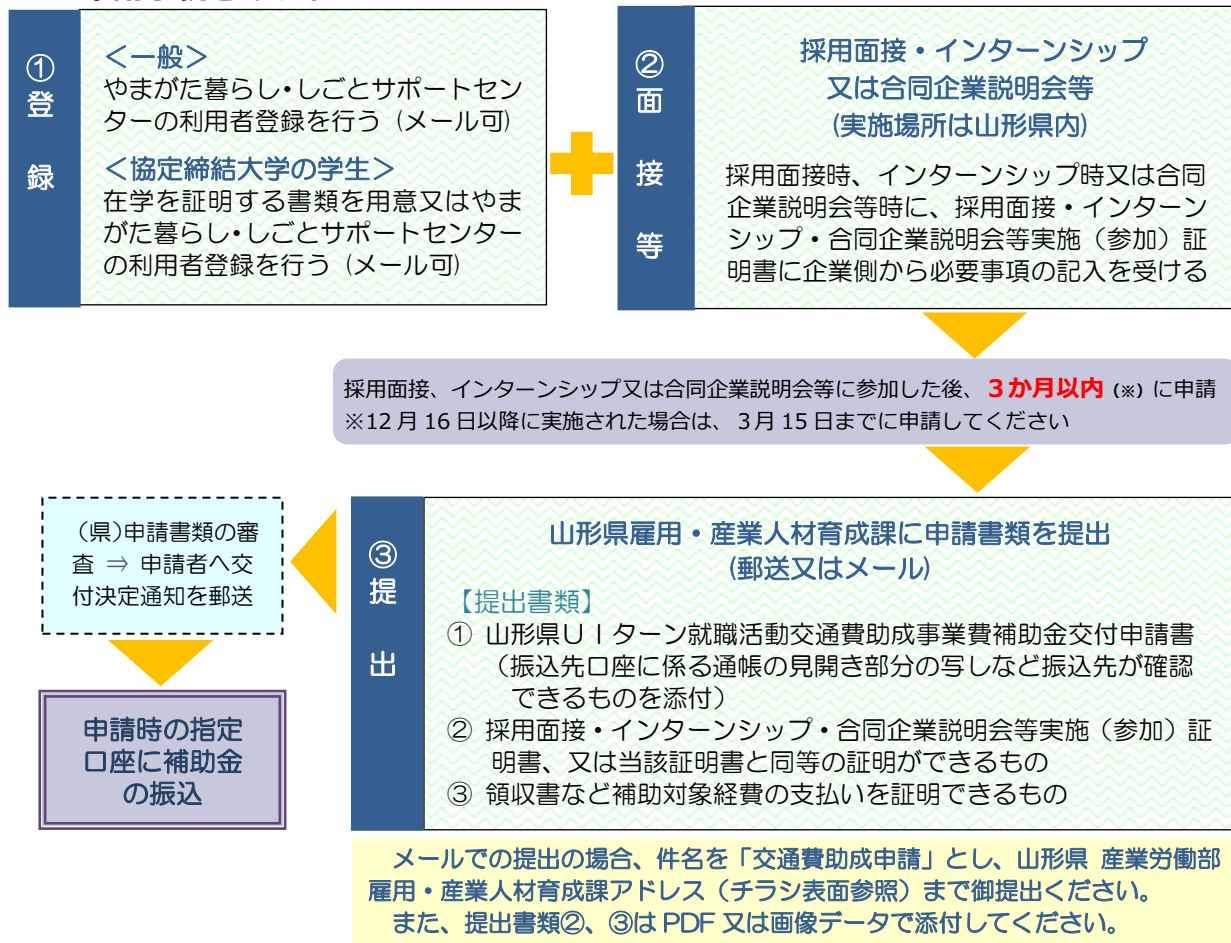 ①登録
<一般>
やまがた暮らし・しごとサポートセン
ターの利用者登録を行う（メール可）
<協定締結大学の学生>
在学を証明する書類を用意又はやま
がた暮らし・しごとサポートセンター
の利用者登録を行う（メール可）
②面接等
採用面接・インターンシップ
又は合同企業説明会等
(実施場所は山形県内)
採用面接時、インターンシップ時又は合同
企業説明会等時に、採用面接・インターン
シップ・合同企業説明会等実施（参加）証
明書に企業側から必要事項の記入を受ける
採用面接、インターンシップ又は合同企業説明会等に参加した後、３か月以内（※）に申請
※12月16日以降に実施された場合は、3月15日までに申請してください
③提出
山形県雇用・産業人材育成課に申請書類を提出
(郵送又はメール)
【提出書類】
① 山形県ＵＩターン就職活動交通費助成事業費補助金交付申請書
（振込先口座に係る通帳の見開き部分の写しなど振込先が確認
できるものを添付）
② 採用面接・インターンシップ・合同企業説明会等実施（参加）証
明書、又は当該証明書と同等の証明ができるもの
③ 領収書など補助対象経費の支払いを証明できるもの
メールでの提出の場合、件名を「交通費助成申請」とし、山形県 産業労働部
雇用・産業人材育成課アドレス（チラシ表面参照）まで御提出ください。
また、提出書類②、③はPDF又は画像データで添付してください。
（県）申請書類の審
査 ⇒ 申請者へ交
付決定通知を郵送
申請時の指定
口座に補助金
の振込